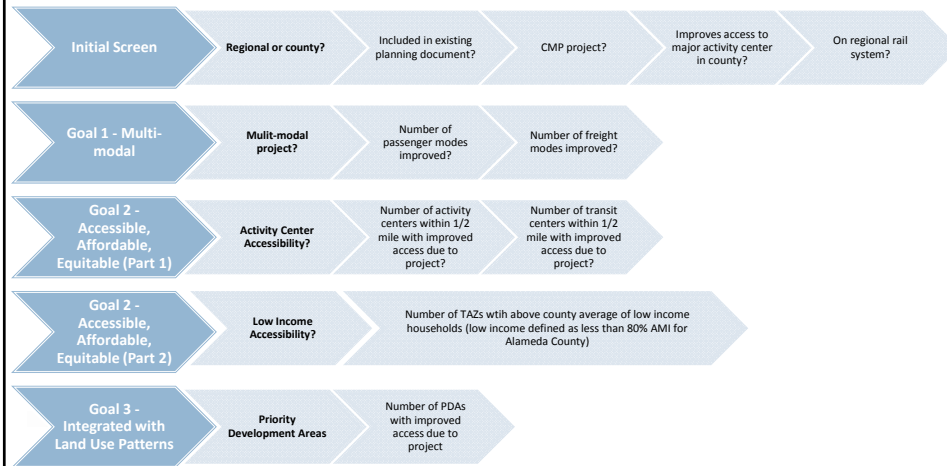 Initial Screen
Regional or county?
Included in existing
planning document?
CMP project?
Improves access to
major activity center
in county?
On regional rail
system?
Goal 1 - Multi-
modal
Mulit-modal
project?
Number of
passenger modes
improved?
Number of freight
modes improved?
Goal 2 -
Accessible,
Affordable,
Equitable (Part 1)
Activity Center
Accessibility?
Number of activity
centers within 1/2
mile with improved
access due to
project?
Number of transit
centers within 1/2
mile with improved
access due to
project?
Goal 2 -
Accessible,
Affordable,
Equitable (Part 2)
Low Income
Accessibility?
Number of TAZs wtih above county average of low income
households (low income defined as less than 80% AMI for
Alameda County)
Goal 3 -
Integrated with
Land Use Patterns
Priority
Development Areas
Number of PDAs
with improved
access due to
project